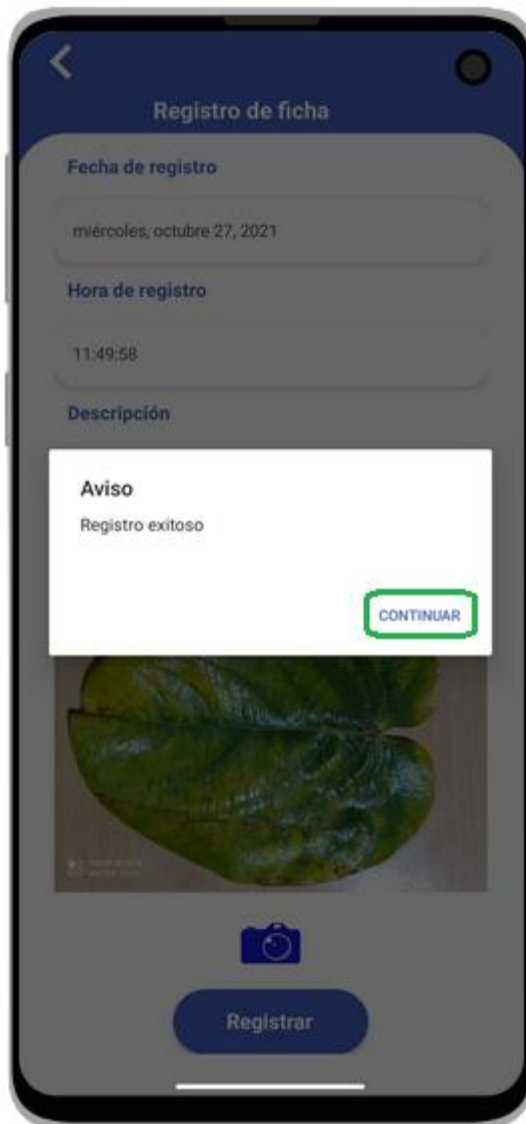 Registro de ficha
Fecha de registro
miércoles, octubre 27, 2021
Hora de registro
11:49:58
Descripción
Aviso
Registro exitoso
CONTINUAR
Registrar